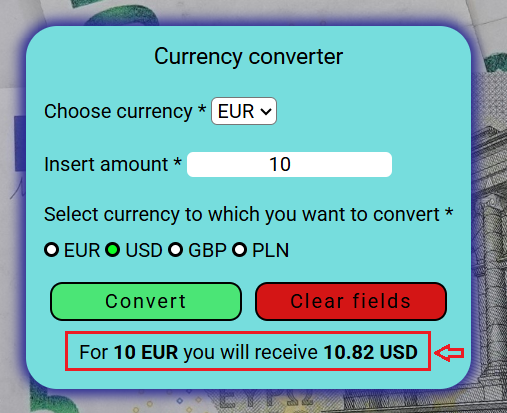 Currency converter
Choose currency * EUR
Insert amount * 10
Select currency to which you want to convert *
EUR USD GBP PLN
Convert Clear fields
For 10 EUR you will receive 10.82 USD
ΕΥΡΩ